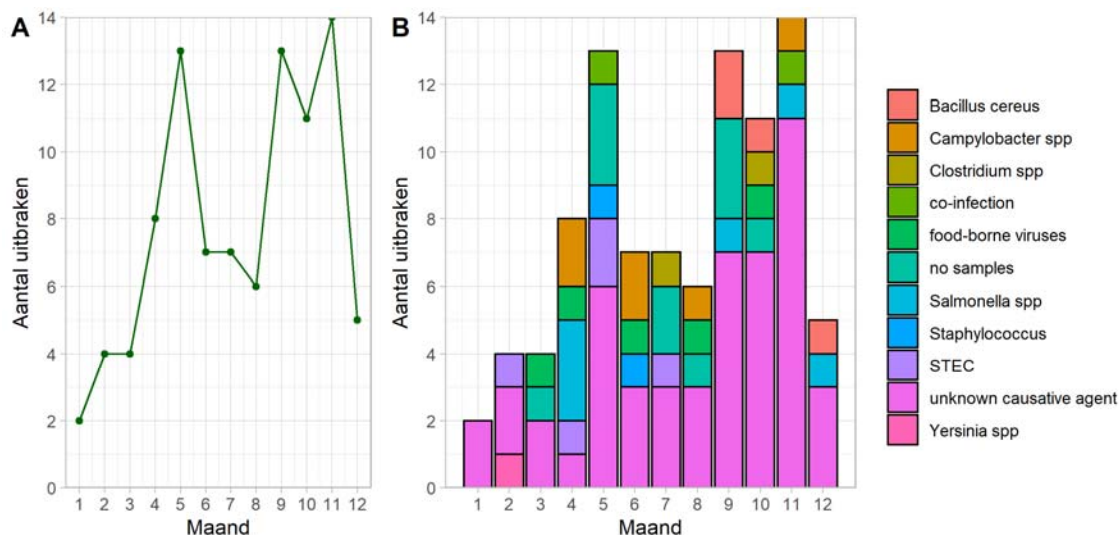 A
Aantal uitbraken
14
12
10
8
6
4
2
0
1 2 3 4 5 6 7 8 9 10 11 12
Maand
B
Aantal uitbraken
14
12
10
8
6
4
2
0
1 2 3 4 5 6 7 8 9 10 11 12
Maand
Bacillus cereus
Campylobacter spp
Clostridium spp
co-infection
food-borne viruses
no samples
Salmonella spp
Staphylococcus
STEC
unknown causative agent
Yersinia spp